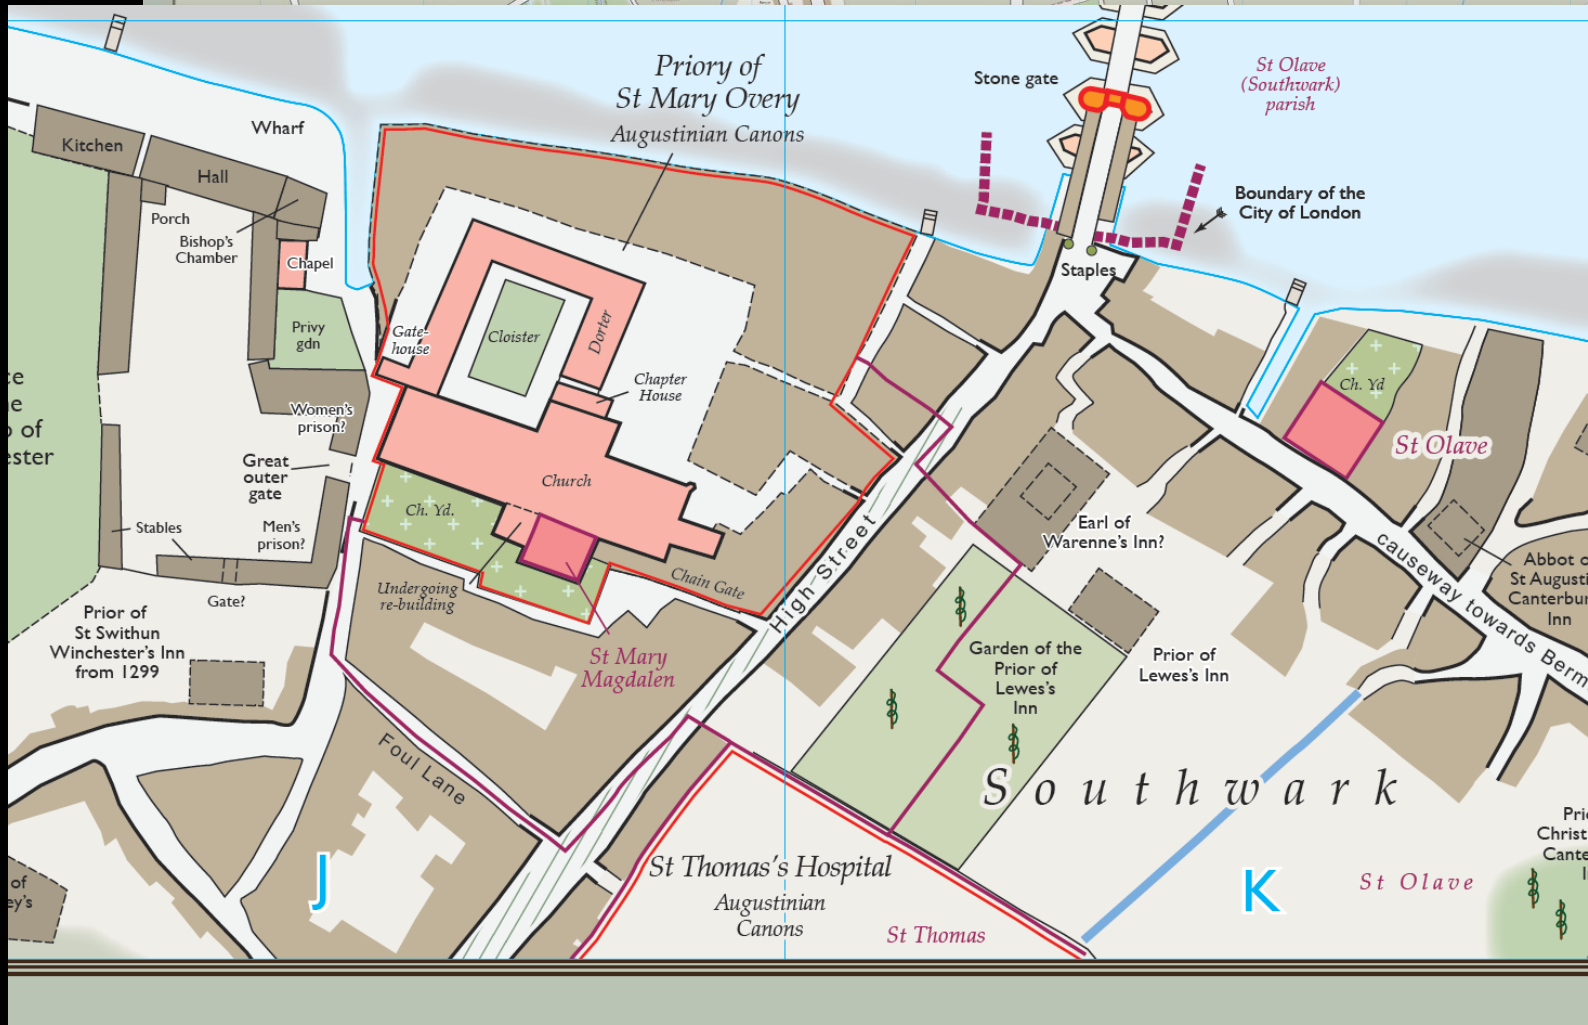 Priory of
St Mary Overy
Augustinian Canons
Stone gate
St Olave
(Southwark)
parish
Wharf
Kitchen
Hall
Porch
Bishop's
Chamber
Chapel
Boundary of the
City of London
Staples
Privy
gdn
Gate-
house
Cloister
Dorter
Chapter
House
Ch. Yd
St Olave
of
Women's
prison?
Great
outer
gate
Church
Ch. Yd.
Stables
Men's
prison?
Earl of
Warenne's Inn?
High Street
causeway towards
Abbot
Canterbury
Inn
Undergoing
re-building
Chain Gate
Gate?
Prior of
St Swithun
Winchester's Inn
from 1299
St Mary
Magdalen
Garden of the
Prior of
Lewes's
Inn
Prior of
Lewes's Inn
Foul Lane
Southwark
St Thomas's Hospital
Augustinian
Canons
St Thomas
J
K
St Olave
of